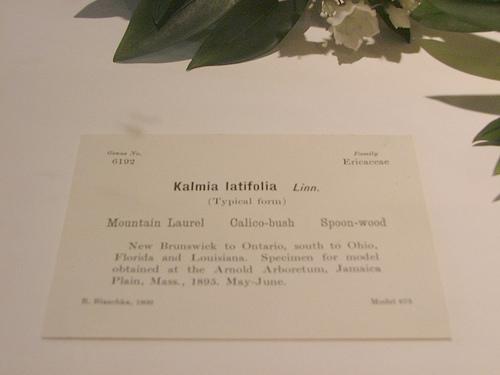 Genus No. Family
6192 Ericaceae
Kalmia latifolia Linn.
(Typical form)
Mountain Laurel Calico-bush Spoon-wood
New Brunswick to Ontario, south to Ohio,
Florida and Louisiana. Specimen for model
obtained at the Arnold Arboretum, Jamaica
Plain, Mass., 1895. May-June.
R. Blaschka, Model